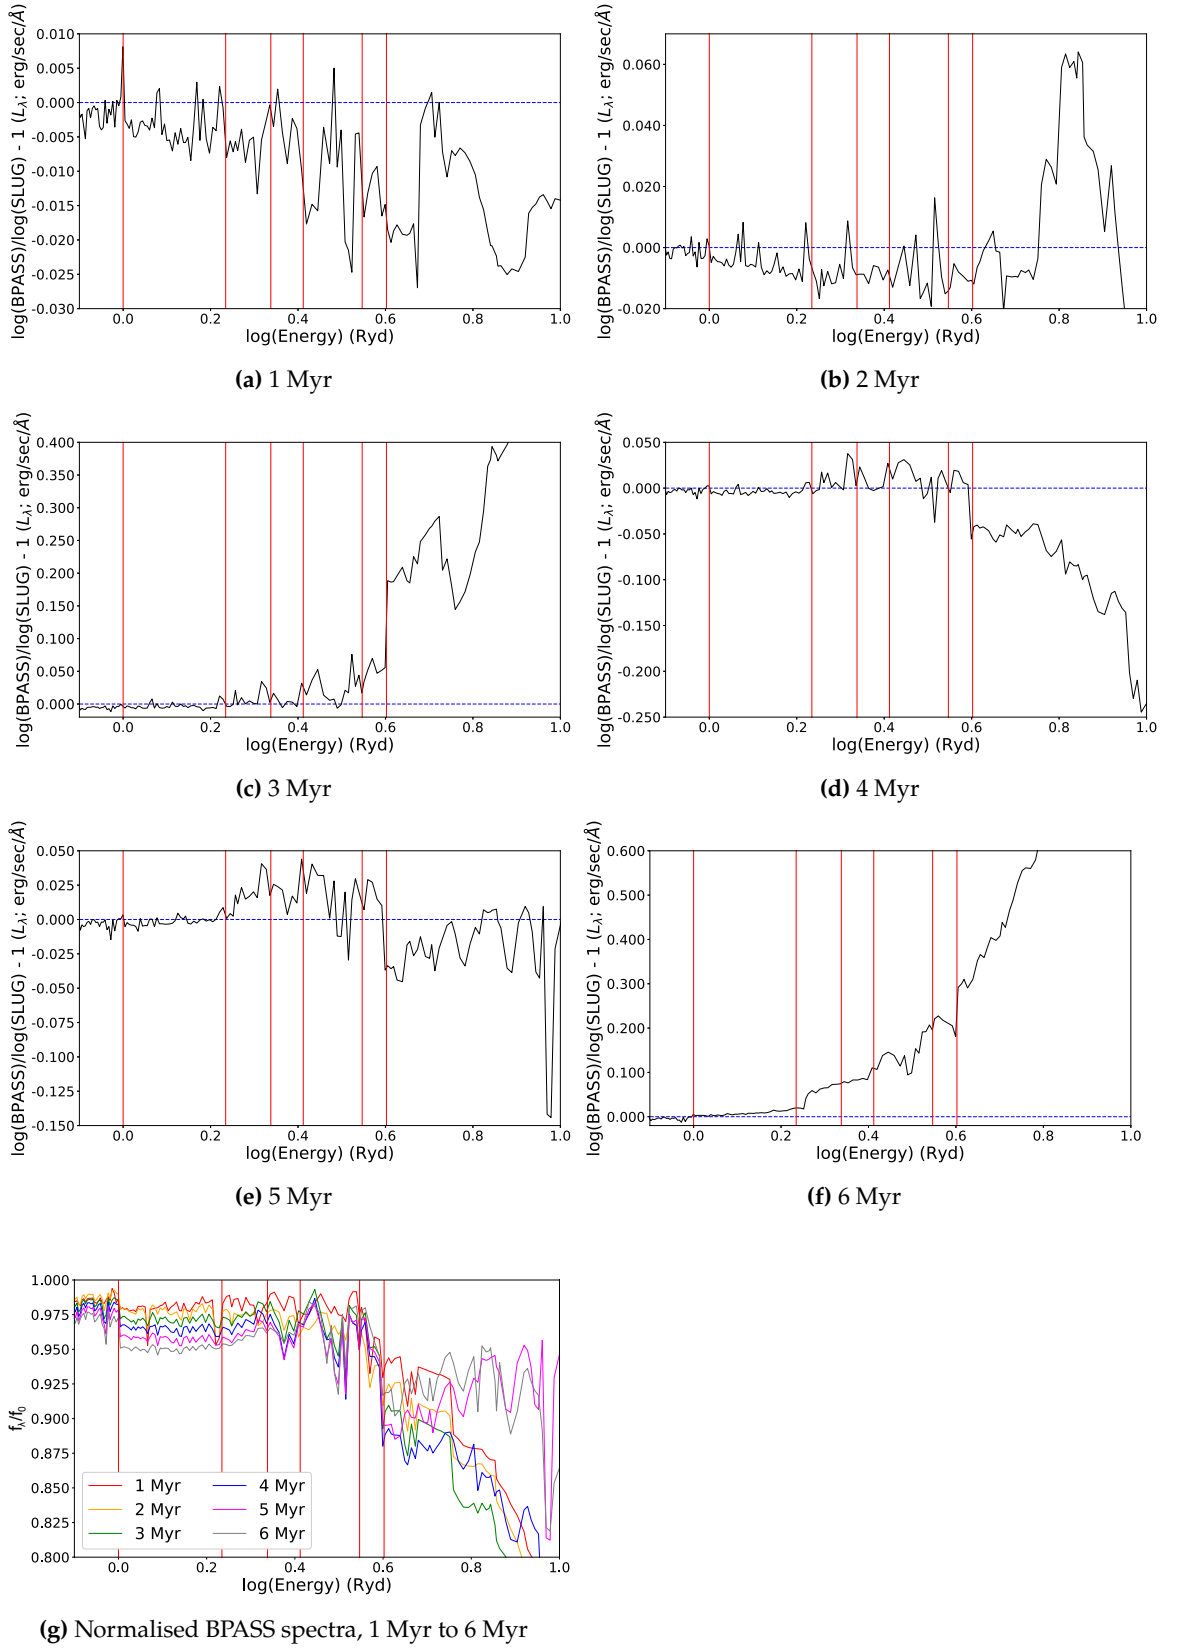 0.010
0.005
0.000
-0.005
-0.010
-0.015
-0.020
-0.025
-0.030
log(BPASS)/log(SLUG) - 1 (Lλ; erg/sec/Å)
0.0 0.2 0.4 0.6 0.8 1.0
log(Energy) (Ryd)
(a) 1 Myr
0.060
0.040
0.020
0.000
-0.020
log(BPASS)/log(SLUG) - 1 (Lλ; erg/sec/Å)
0.0 0.2 0.4 0.6 0.8 1.0
log(Energy) (Ryd)
(b) 2 Myr
0.400
0.350
0.300
0.250
0.200
0.150
0.100
0.050
0.000
log(BPASS)/log(SLUG) - 1 (Lλ; erg/sec/Å)
0.0 0.2 0.4 0.6 0.8 1.0
log(Energy) (Ryd)
(c) 3 Myr
0.050
0.000
-0.050
-0.100
-0.150
-0.200
-0.250
log(BPASS)/log(SLUG) - 1 (Lλ; erg/sec/Å)
0.0 0.2 0.4 0.6 0.8 1.0
log(Energy) (Ryd)
(d) 4 Myr
0.050
0.025
0.000
-0.025
-0.050
-0.075
-0.100
-0.125
-0.150
log(BPASS)/log(SLUG) - 1 (Lλ; erg/sec/Å)
0.0 0.2 0.4 0.6 0.8 1.0
log(Energy) (Ryd)
(e) 5 Myr
0.600
0.500
0.400
0.300
0.200
0.100
0.000
log(BPASS)/log(SLUG) - 1 (Lλ; erg/sec/Å)
0.0 0.2 0.4 0.6 0.8 1.0
log(Energy) (Ryd)
(f) 6 Myr
1.000
0.975
0.950
0.925
0.900
0.875
0.850
0.825
0.800
fλ/f0
1 Myr
2 Myr
3 Myr
4 Myr
5 Myr
6 Myr
0.0 0.2 0.4 0.6 0.8 1.0
log(Energy) (Ryd)
(g) Normalised BPASS spectra, 1 Myr to 6 Myr